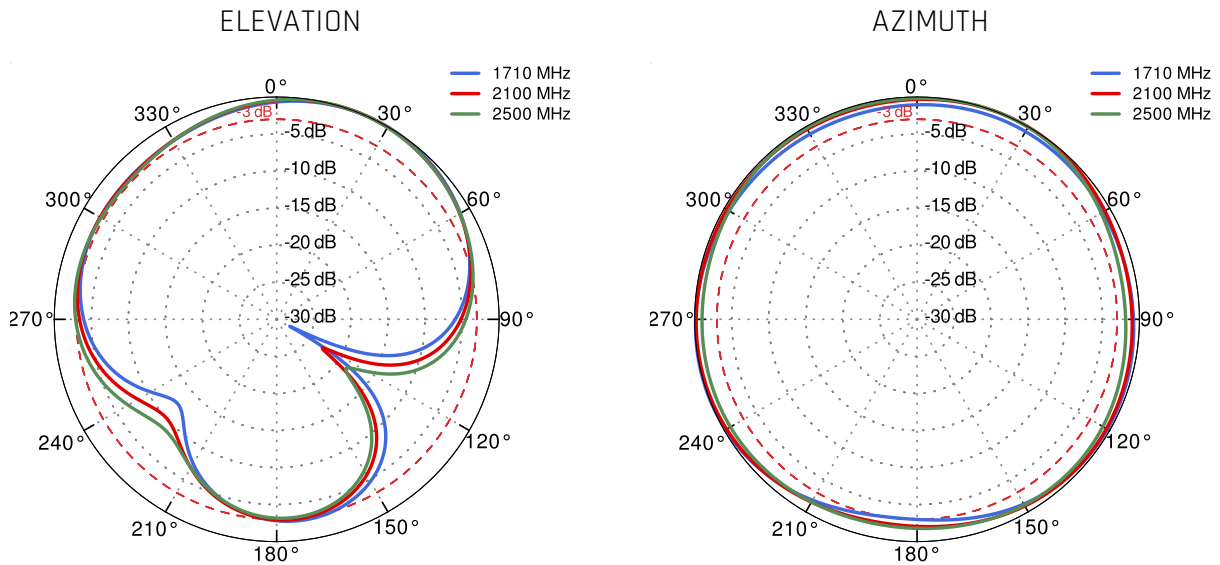 ELEVATION
1710 MHz
2100 MHz
2500 MHz
0°
30°
60°
90°
120°
150°
180°
210°
240°
270°
300°
330°
-3 dB
-5 dB
-10 dB
-15 dB
-20 dB
-25 dB
-30 dB
AZIMUTH
1710 MHz
2100 MHz
2500 MHz
0°
30°
60°
90°
120°
150°
180°
210°
240°
270°
300°
330°
-3 dB
-5 dB
-10 dB
-15 dB
-20 dB
-25 dB
-30 dB